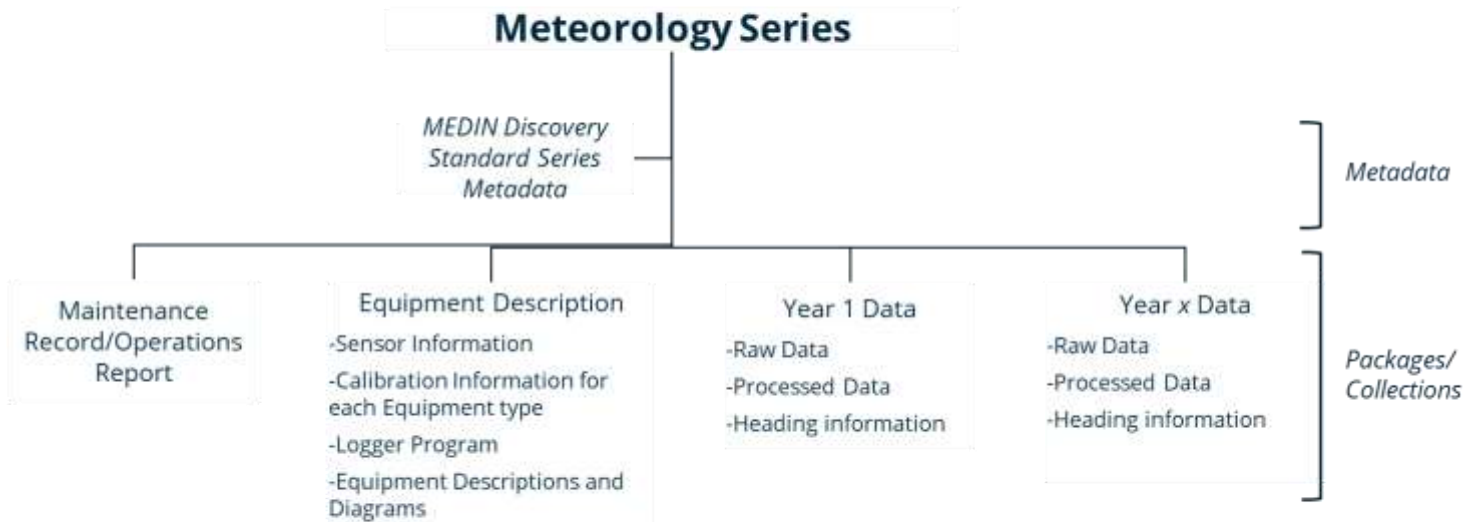 Meteorology Series
MEDIN Discovery
Standard Series
Metadata
Metadata
Maintenance
Record/Operations
Report
Equipment Description
-Sensor Information
-Calibration Information for
each Equipment type
-Logger Program
-Equipment Descriptions and
Diagrams
Year 1 Data
-Raw Data
-Processed Data
-Heading information
Year x Data
-Raw Data
-Processed Data
-Heading information
Packages/
Collections